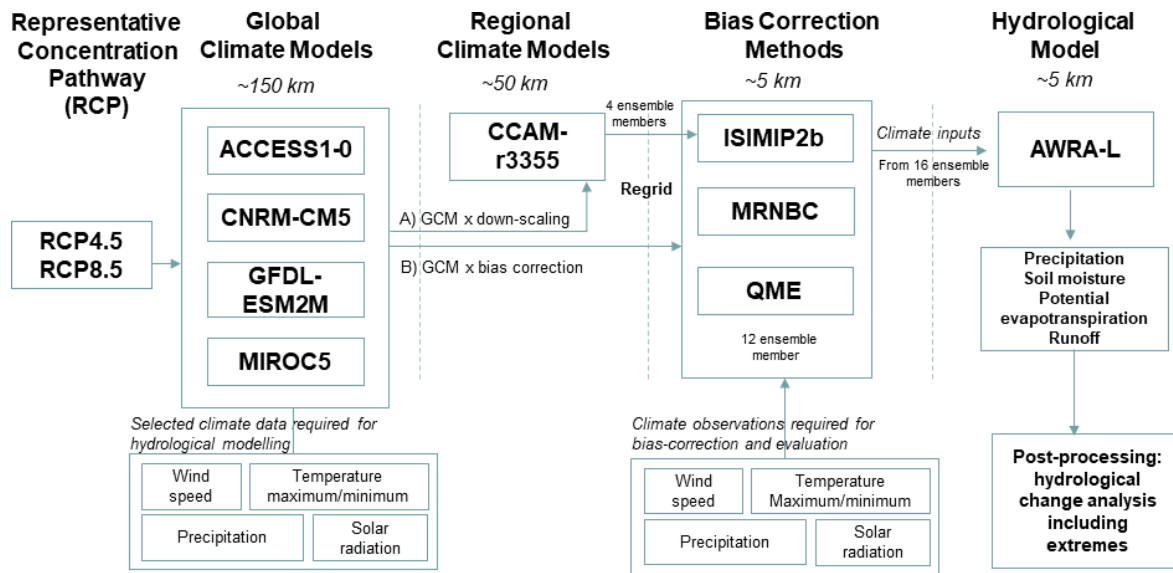 Representative
Concentration
Pathway
(RCP)
Global
Climate Models
~150 km
Regional
Climate Models
~50 km
Bias Correction
Methods
~5 km
Hydrological
Model
~5 km
RCP4.5
RCP8.5
ACCESS1-0
CNRM-CM5
GFDL-
ESM2M
MIROC5
CCAM-
r3355
4 ensemble
members
Regrid
A) GCM x down-scaling
B) GCM x bias correction
ISIMIP2b
MRNBC
QME
12 ensemble
member
Climate inputs
From 16 ensemble
members
AWRA-L
Precipitation
Soil moisture
Potential
evapotranspiration
Runoff
Selected climate data required for
hydrological modelling
Wind
speed
Temperature
maximum/minimum
Precipitation
Solar
radiation
Climate observations required for
bias-correction and evaluation
Wind
speed
Temperature
Maximum/minimum
Precipitation
Solar
radiation
Post-processing:
hydrological
change analysis
including
extremes